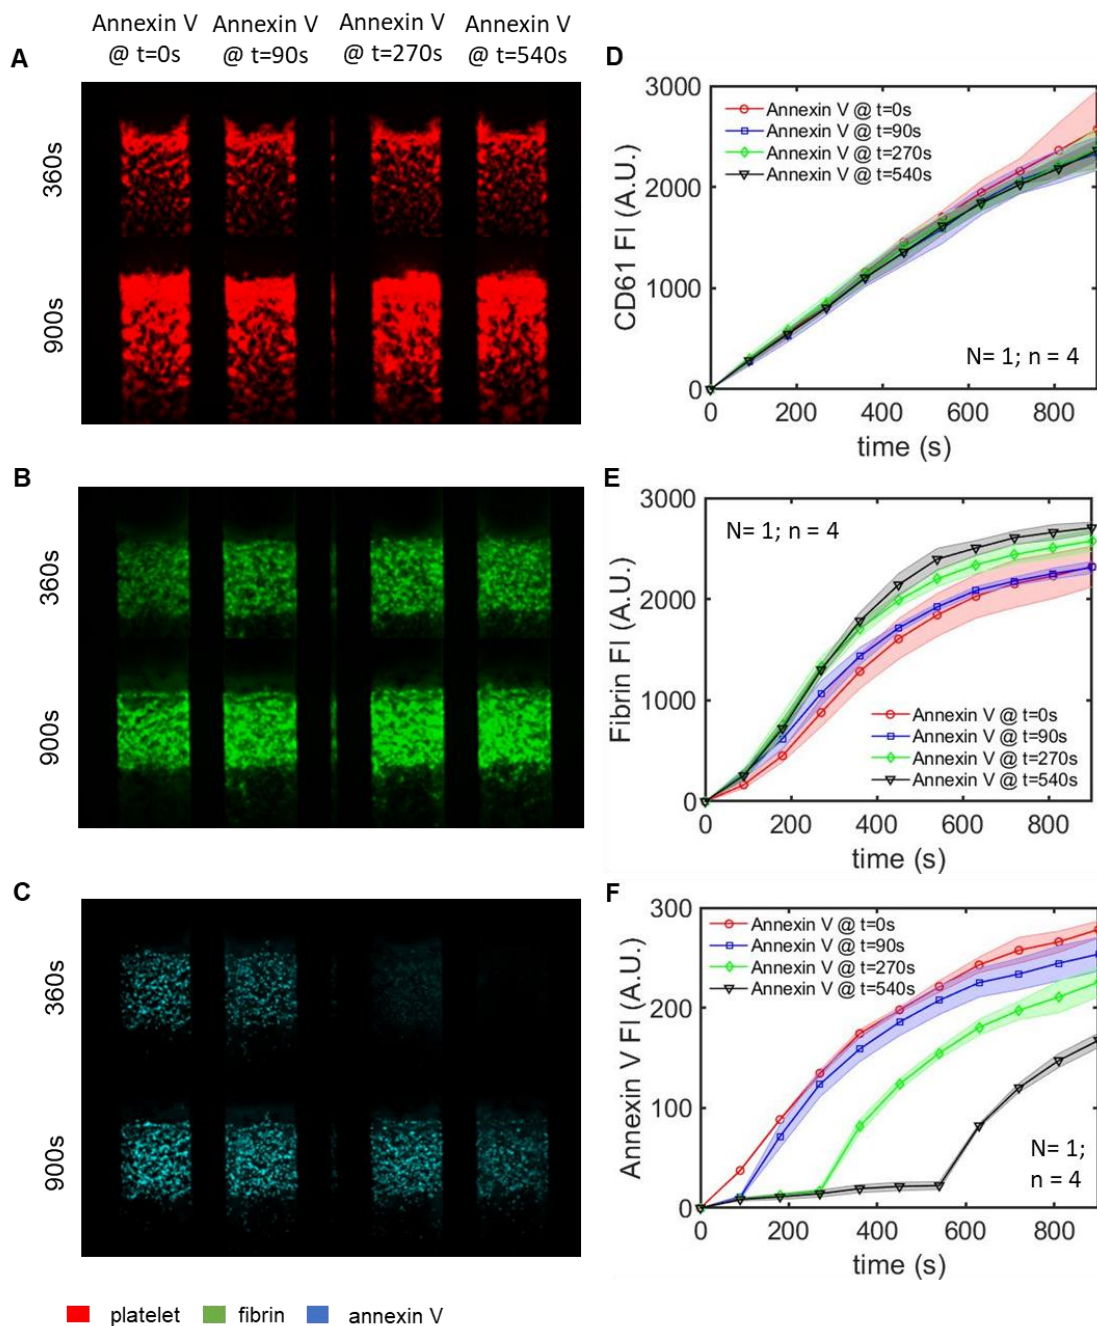 Annexin V @ t=0s
Annexin V @ t=90s
Annexin V @ t=270s
Annexin V @ t=540s
A
360s
900s
D
3000
2000
1000
0
CD61 FI (A.U.)
Annexin V @ t=0s
Annexin V @ t=90s
Annexin V @ t=270s
Annexin V @ t=540s
N= 1; n = 4
0 200 400 600 800
time (s)
B
360s
900s
E
3000
2000
1000
0
Fibrin FI (A.U.)
N= 1; n = 4
Annexin V @ t=0s
Annexin V @ t=90s
Annexin V @ t=270s
Annexin V @ t=540s
0 200 400 600 800
time (s)
C
360s
900s
F
300
200
100
0
Annexin V FI (A.U.)
Annexin V @ t=0s
Annexin V @ t=90s
Annexin V @ t=270s
Annexin V @ t=540s
N= 1;
n = 4
0 200 400 600 800
time (s)
platelet fibrin annexin V